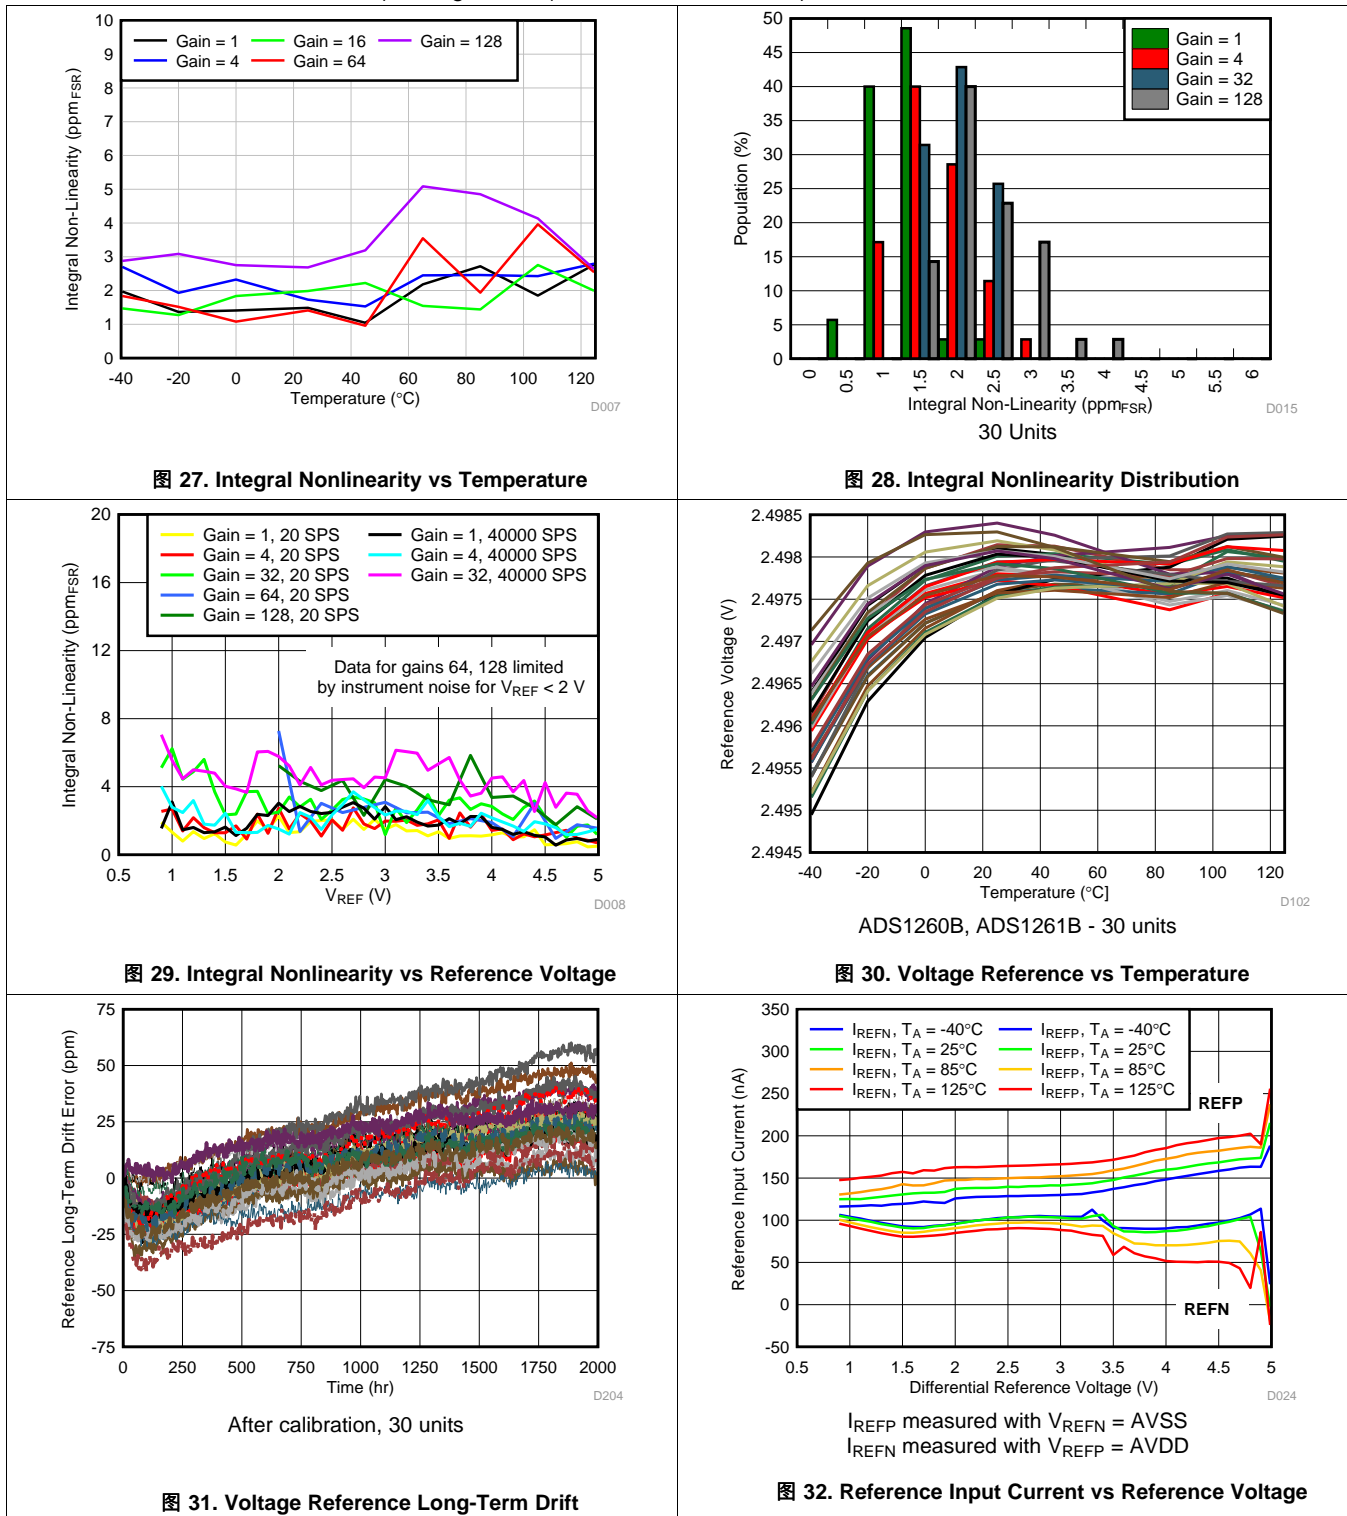 10
9
8
7
6
5
4
3
2
1
0
Integral Non-Linearity (ppmFSR)
Gain = 1
Gain = 4
Gain = 16
Gain = 64
Gain = 128
-40 -20 0 20 40 60 80 100 120
Temperature (°C)
D007
图 27. Integral Nonlinearity vs Temperature
50
45
40
35
30
25
20
15
10
5
0
Population (%)
Gain = 1
Gain = 4
Gain = 32
Gain = 128
0 0.5 1 1.5 2 2.5 3 3.5 4 4.5 5 5.5 6
Integral Non-Linearity (ppmFSR)
D015
30 Units
图 28. Integral Nonlinearity Distribution
20
16
12
8
4
0
Integral Non-Linearity (ppmFSR)
Gain = 1, 20 SPS
Gain = 4, 20 SPS
Gain = 32, 20 SPS
Gain = 64, 20 SPS
Gain = 128, 20 SPS
Gain = 1, 40000 SPS
Gain = 4, 40000 SPS
Gain = 32, 40000 SPS
Data for gains 64, 128 limited
by instrument noise for VREF < 2 V
0.5 1 1.5 2 2.5 3 3.5 4 4.5 5
VREF (V)
D008
图 29. Integral Nonlinearity vs Reference Voltage
2.4985
2.498
2.4975
2.497
2.4965
2.496
2.4955
2.495
2.4945
Reference Voltage (V)
-40 -20 0 20 40 60 80 100 120
Temperature (°C]
D102
ADS1260B, ADS1261B - 30 units
图 30. Voltage Reference vs Temperature
75
50
25
0
-25
-50
-75
Reference Long-Term Drift Error (ppm)
0 250 500 750 1000 1250 1500 1750 2000
Time (hr)
D204
After calibration, 30 units
图 31. Voltage Reference Long-Term Drift
350
300
250
200
150
100
50
0
-50
Reference Input Current (nA)
IREFN, TA = -40°C
IREFN, TA = 25°C
IREFN, TA = 85°C
IREFN, TA = 125°C
IREFP, TA = -40°C
IREFP, TA = 25°C
IREFP, TA = 85°C
IREFP, TA = 125°C
REFP
REFN
0.5 1 1.5 2 2.5 3 3.5 4 4.5 5
Differential Reference Voltage (V)
D024
IREFP measured with VREFN = AVSS
IREFN measured with VREFP = AVDD
图 32. Reference Input Current vs Reference Voltage